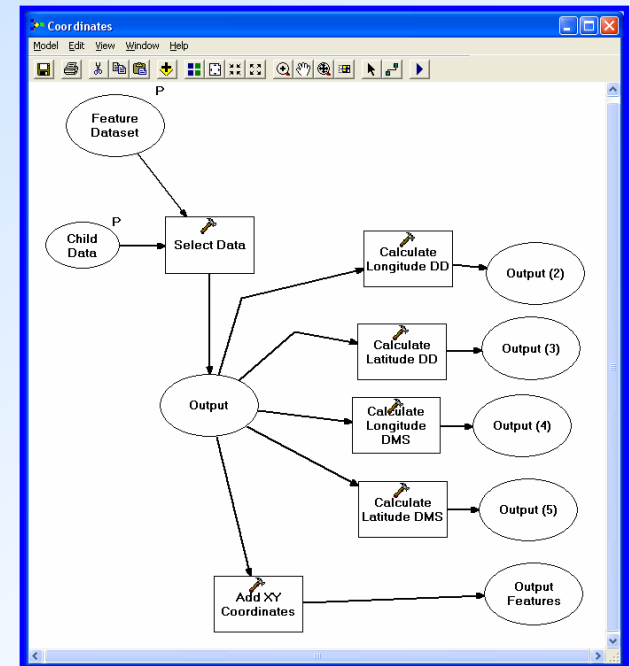 Coordinates
Model Edit View Window Help
P
Feature
Dataset
P
Child
Data
Select Data
Calculate
Longitude DD
Output (2)
Calculate
Latitude DD
Output (3)
Output
Calculate
Longitude
DMS
Output (4)
Calculate
Latitude DMS
Output (5)
Add XY
Coordinates
Output
Features